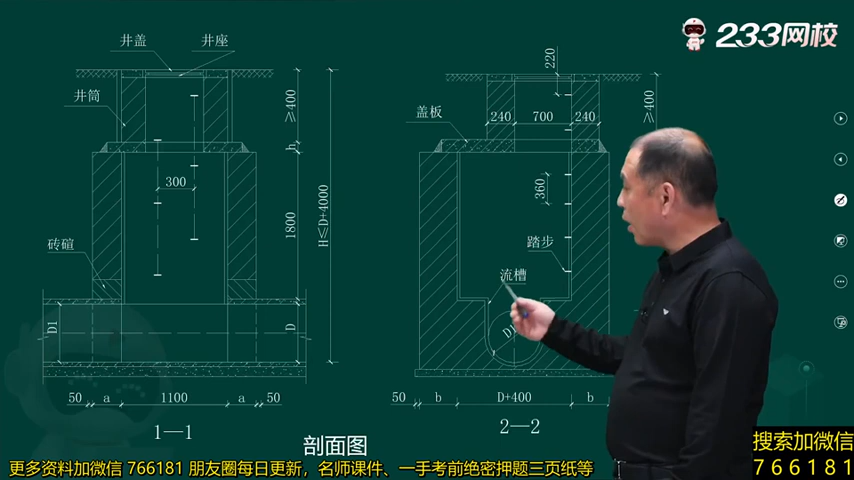 233网校
井盖
井座
井筒
≥400
h
300
1800
H≤D+4000
砖碹
D1
D
50
a
1100
a
50
1—1
220
盖板
240
700
240
≥400
360
踏步
流槽
D1
50
b
D+400
b
2—2
剖面图
更多资料加微信 766181 朋友圈每日更新，名师课件、一手考前绝密押题三页纸等
搜索加微信
766181